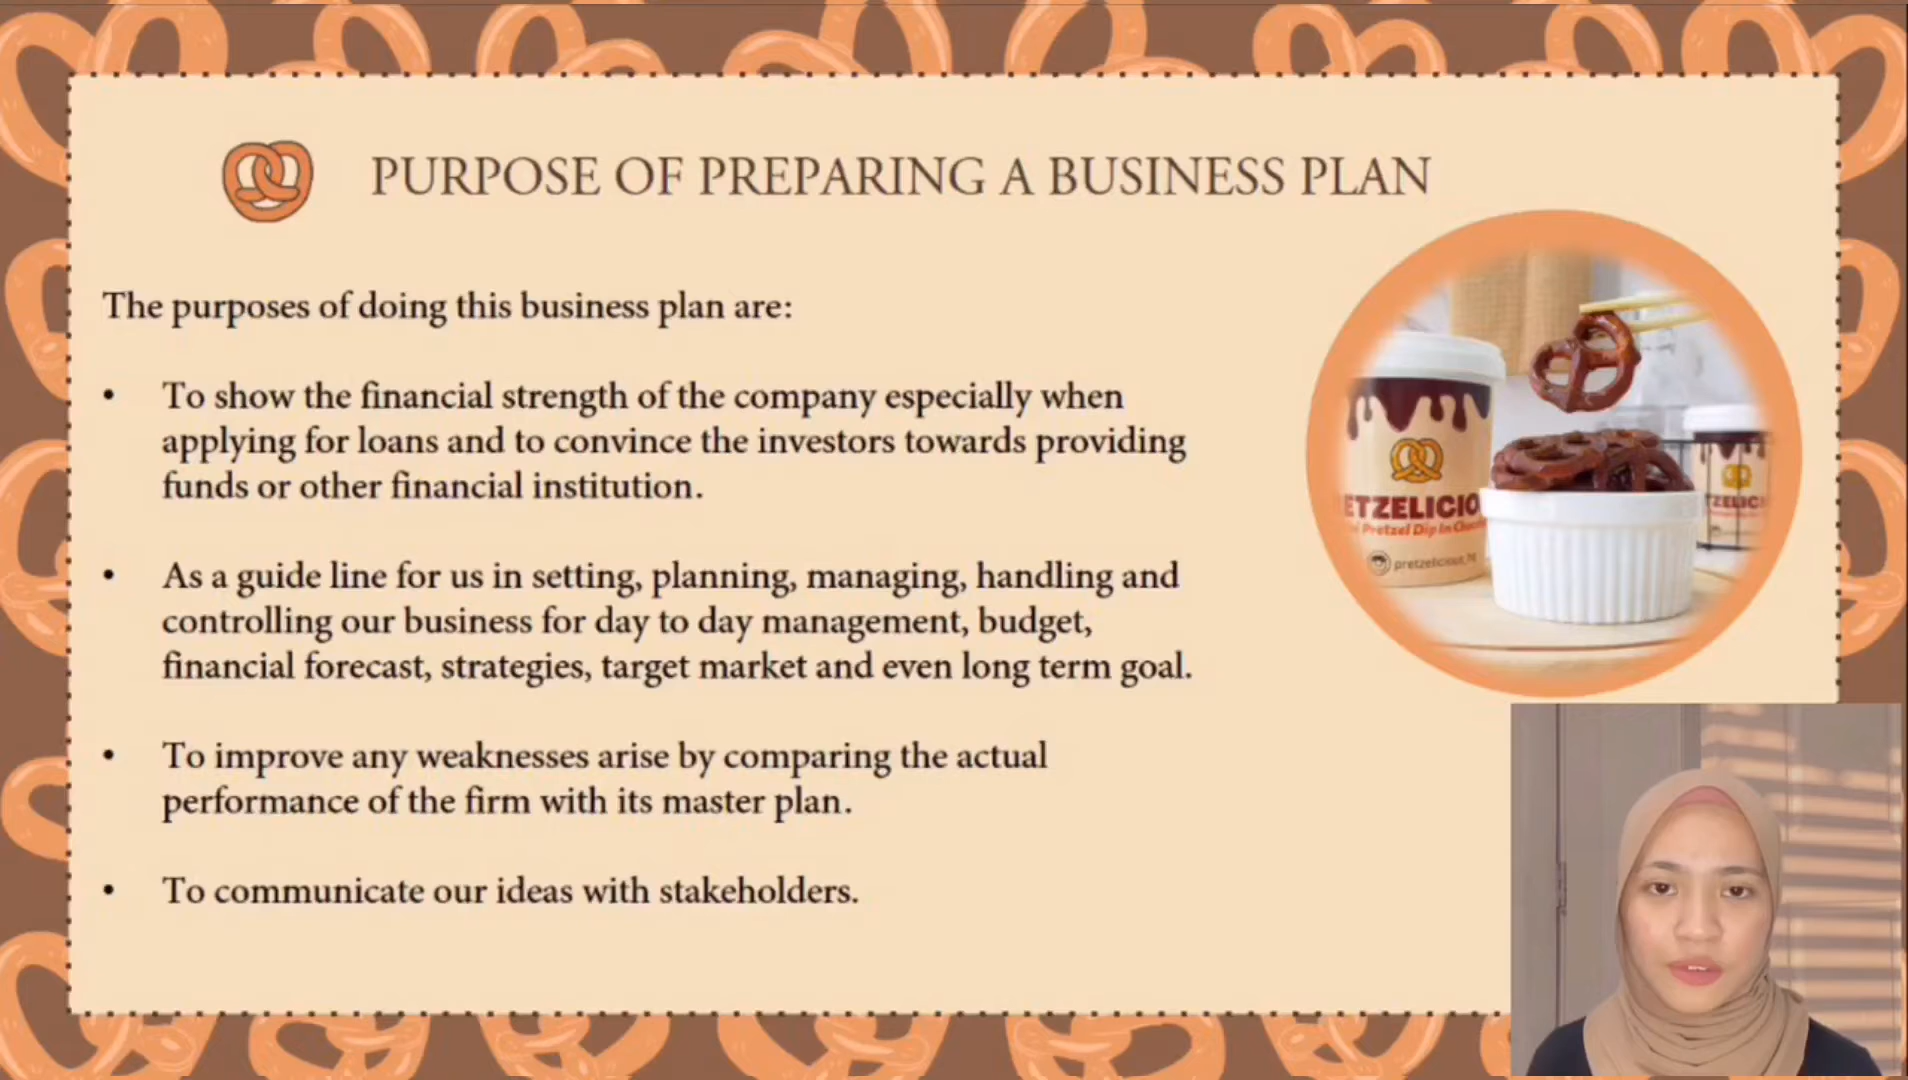 PURPOSE OF PREPARING A BUSINESS PLAN
The purposes of doing this business plan are:
• To show the financial strength of the company especially when
applying for loans and to convince the investors towards providing
funds or other financial institution.
• As a guide line for us in setting, planning, managing, handling and
controlling our business for day to day management, budget,
financial forecast, strategies, target market and even long term goal.
• To improve any weaknesses arise by comparing the actual
performance of the firm with its master plan.
• To communicate our ideas with stakeholders.
ETZELICIO
Pretzel Dip In